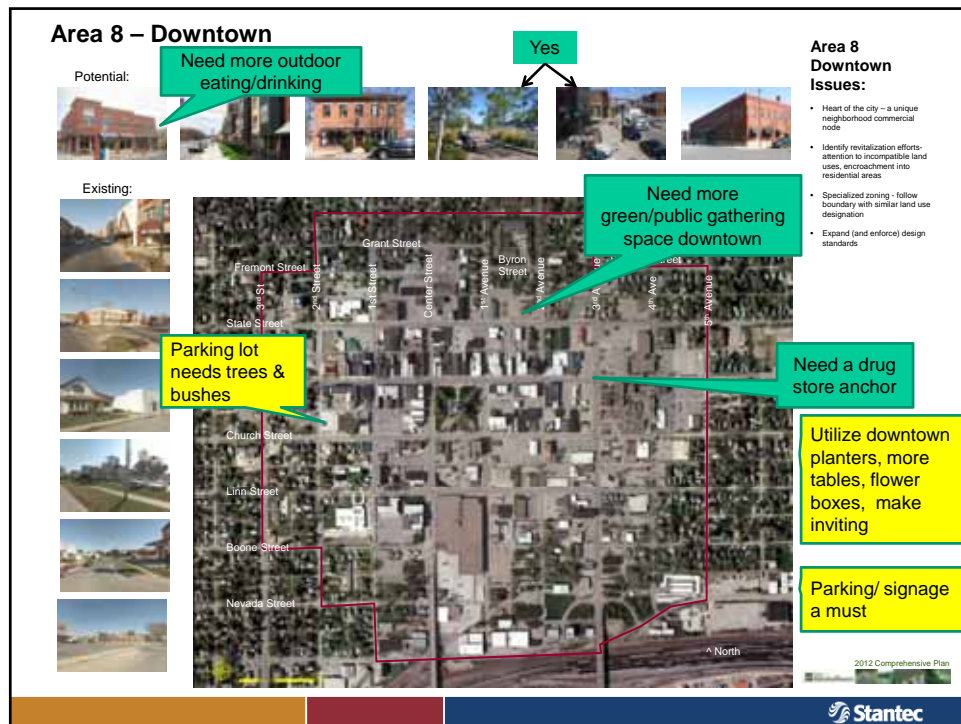 Area 8 – Downtown
Potential:
Need more outdoor
eating/drinking
Yes
Area 8
Downtown
Issues:
• Heart of the city – a unique
neighborhood commercial
node
• Identify revitalization efforts-
attention to incompatible land
uses, encroachment into
residential areas
• Specialized zoning - follow
boundary with similar land use
designation
• Expand (and enforce) design
standards
Existing:
Need more
green/public gathering
space downtown
Grant Street
Byron
Street
Fremont Street
3rd St
2nd Street
1st Street
Center Street
1st Avenue
Avenue
3rd
4th Ave
5th Avenue
State Street
Parking lot
needs trees &
bushes
Need a drug
store anchor
Church Street
Utilize downtown
planters, more
tables, flower
boxes, make
inviting
Linn Street
Boone Street
Parking/ signage
a must
Nevada Street
^ North
2012 Comprehensive Plan
Stantec